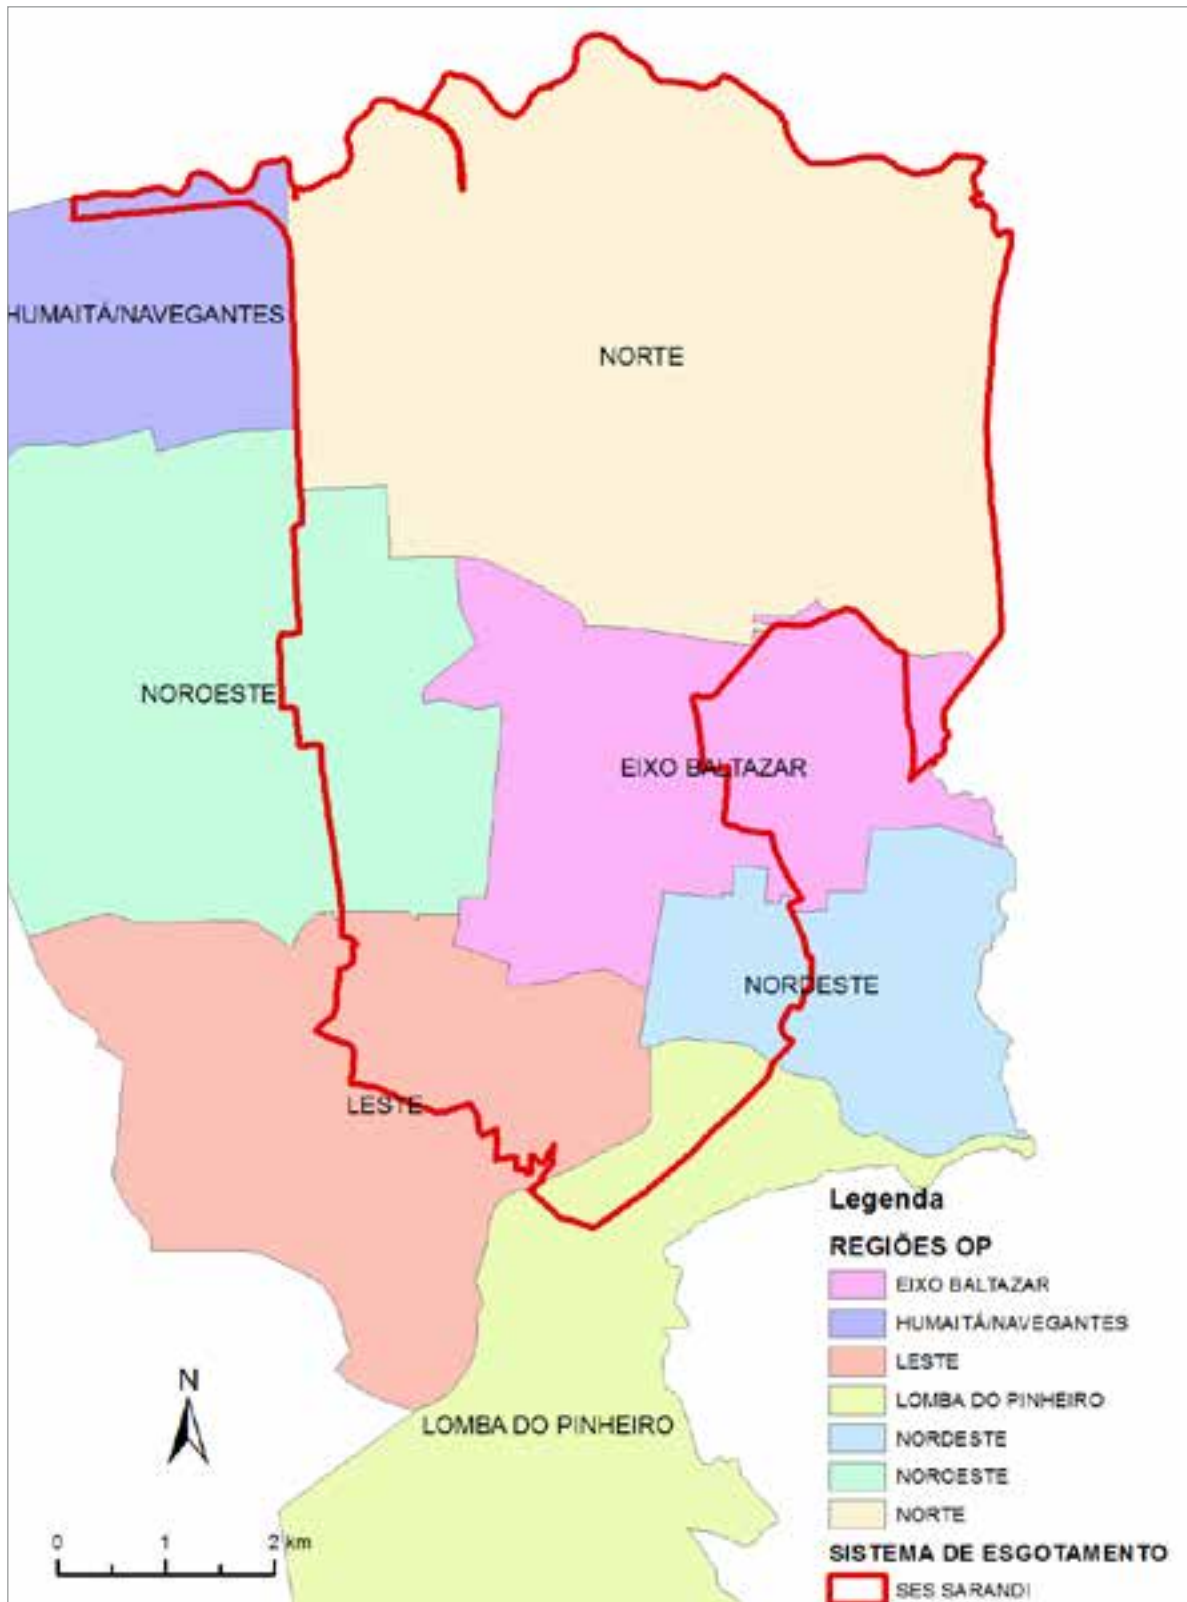 HUMAITÁ/NAVEGANTES
NORTE
NOROESTE
EIXO BALTAZAR
NORDESTE
LESTE
LOMBA DO PINHEIRO
N
0 1 2 km
Legenda
REGIÕES OP
EIXO BALTAZAR
HUMAITÁ/NAVEGANTES
LESTE
LOMBA DO PINHEIRO
NORDESTE
NOROESTE
NORTE
SISTEMA DE ESGOTAMENTO
SES SARANDI